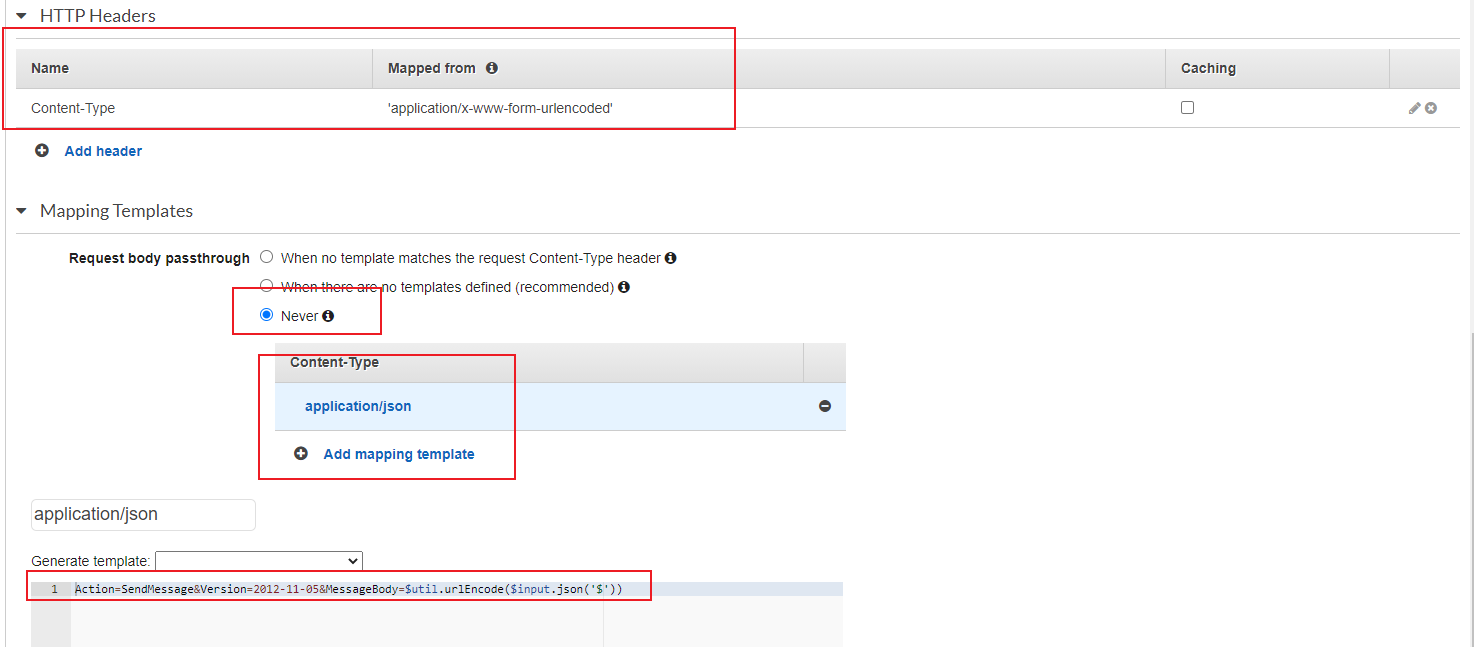 HTTP Headers
Name Mapped from Caching
Content-Type 'application/x-www-form-urlencoded'
Add header
Mapping Templates
Request body passthrough When no template matches the request Content-Type header
When there are no templates defined (recommended)
Never
Content-Type
application/json
Add mapping template
application/json
Generate template:
1 Action=SendMessage&Version=2012-11-05&MessageBody=$util.urlEncode($input.json('$'))